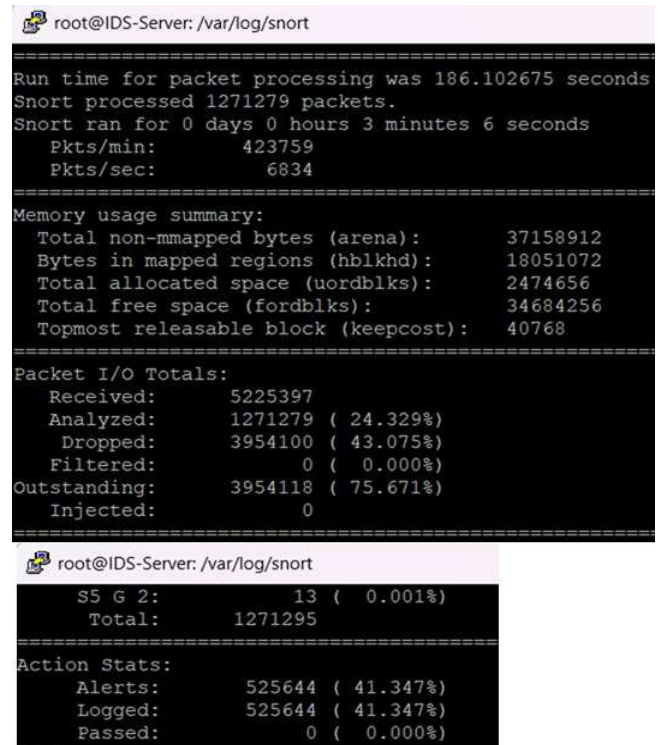 root@IDS-Server: /var/log/snort
Run time for packet processing was 186.102675 seconds
Snort processed 1271279 packets.
Snort ran for 0 days 0 hours 3 minutes 6 seconds
Pkts/min: 423759
Pkts/sec: 6834
Memory usage summary:
Total non-mmapped bytes (arena): 37158912
Bytes in mapped regions (hblkhd): 18051072
Total allocated space (uordblks): 2474656
Total free space (fordblks): 34684256
Topmost releasable block (keepcost): 40768
Packet I/O Totals:
Received: 5225397
Analyzed: 1271279 ( 24.329%)
Dropped: 3954100 ( 43.075%)
Filtered: 0 ( 0.000%)
Outstanding: 3954118 ( 75.671%)
Injected: 0
root@IDS-Server: /var/log/snort
S5 G 2: 13 ( 0.001%)
Total: 1271295
Action Stats:
Alerts: 525644 ( 41.347%)
Logged: 525644 ( 41.347%)
Passed: 0 ( 0.000%)